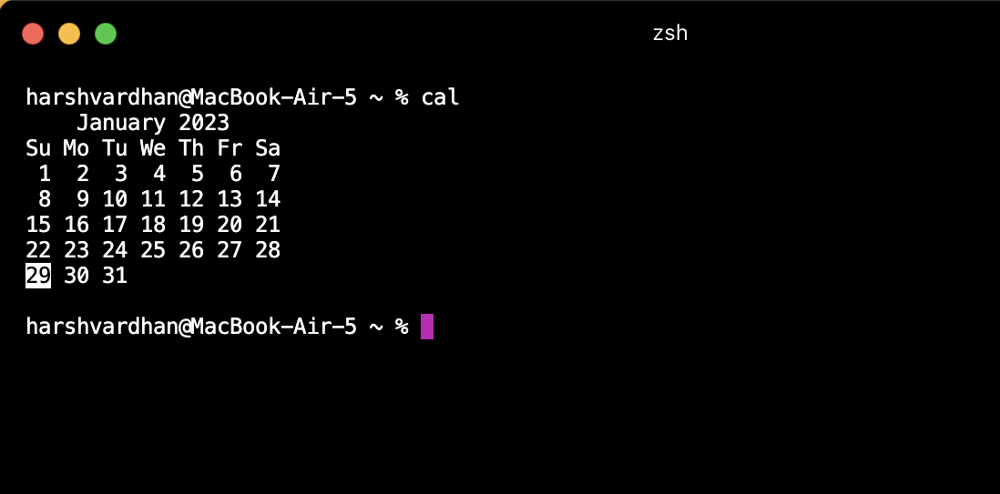 zsh
harshvardhan@MacBook-Air-5 ~ % cal
    January 2023
Su Mo Tu We Th Fr Sa
 1  2  3  4  5  6  7
 8  9 10 11 12 13 14
15 16 17 18 19 20 21
22 23 24 25 26 27 28
29 30 31
harshvardhan@MacBook-Air-5 ~ %